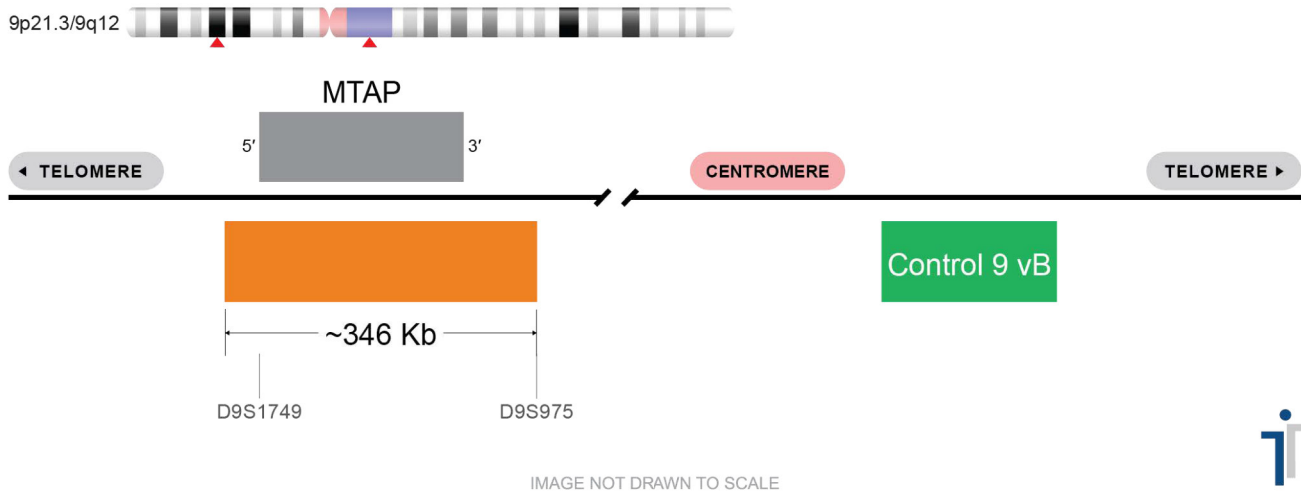 9p21.3/9q12
MTAP
5′
3′
◄ TELOMERE
CENTROMERE
TELOMERE ►
Control 9 vB
~346 Kb
D9S1749
D9S975
IMAGE NOT DRAWN TO SCALE